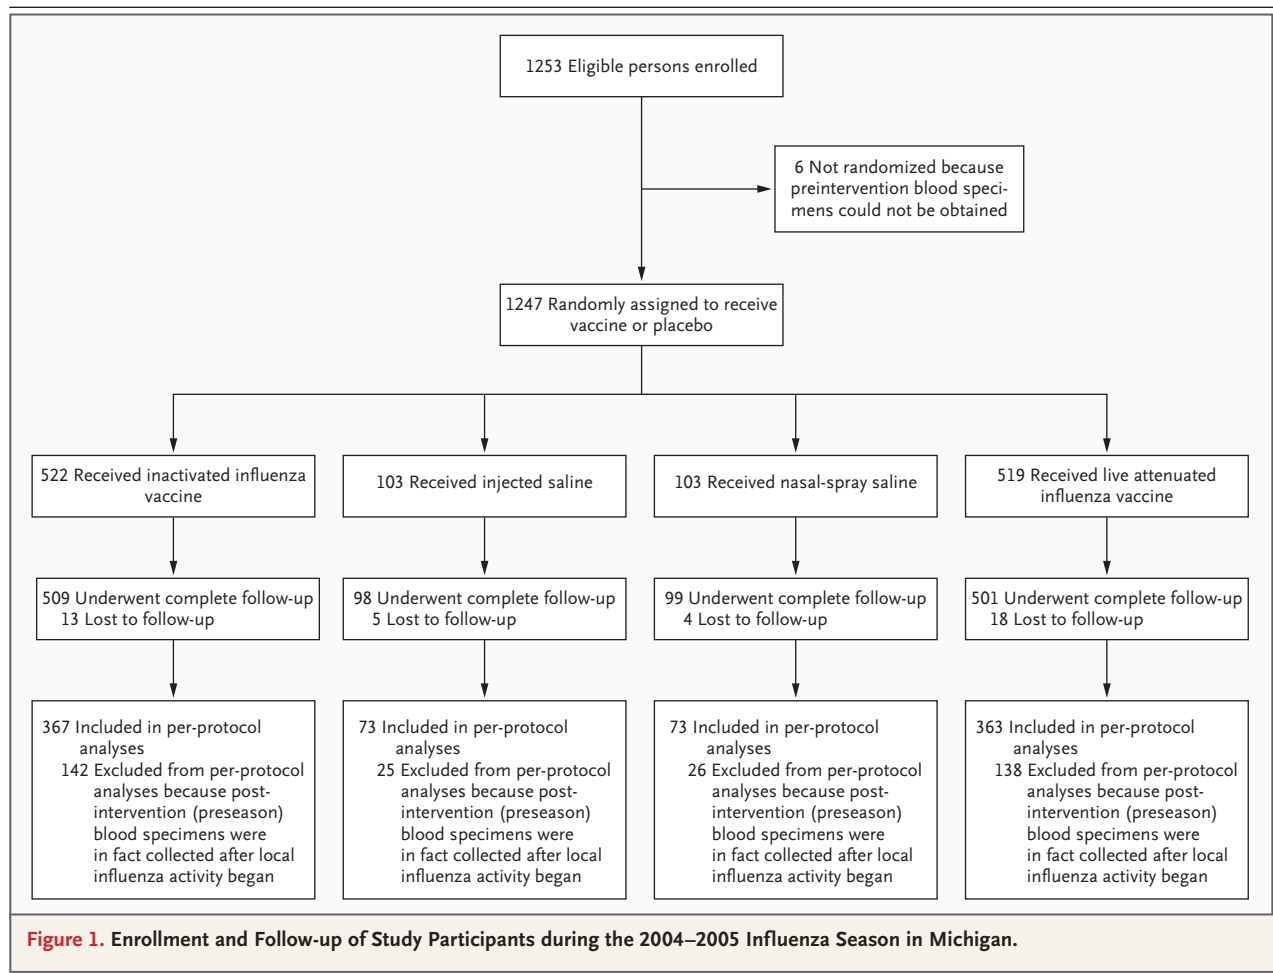 1253 Eligible persons enrolled
6 Not randomized because
preintervention blood speci-
mens could not be obtained
1247 Randomly assigned to receive
vaccine or placebo
522 Received inactivated influenza
vaccine
103 Received injected saline
103 Received nasal-spray saline
519 Received live attenuated
influenza vaccine
509 Underwent complete follow-up
13 Lost to follow-up
98 Underwent complete follow-up
5 Lost to follow-up
99 Underwent complete follow-up
4 Lost to follow-up
501 Underwent complete follow-up
18 Lost to follow-up
367 Included in per-protocol
analyses
142 Excluded from per-protocol
analyses because post-
intervention (preseason)
blood specimens were
in fact collected after local
influenza activity began
73 Included in per-protocol
analyses
25 Excluded from per-protocol
analyses because post-
intervention (preseason)
blood specimens were
in fact collected after local
influenza activity began
73 Included in per-protocol
analyses
26 Excluded from per-protocol
analyses because post-
intervention (preseason)
blood specimens were
in fact collected after local
influenza activity began
363 Included in per-protocol
analyses
138 Excluded from per-protocol
analyses because post-
intervention (preseason)
blood specimens were
in fact collected after local
influenza activity began
Figure 1. Enrollment and Follow-up of Study Participants during the 2004–2005 Influenza Season in Michigan.